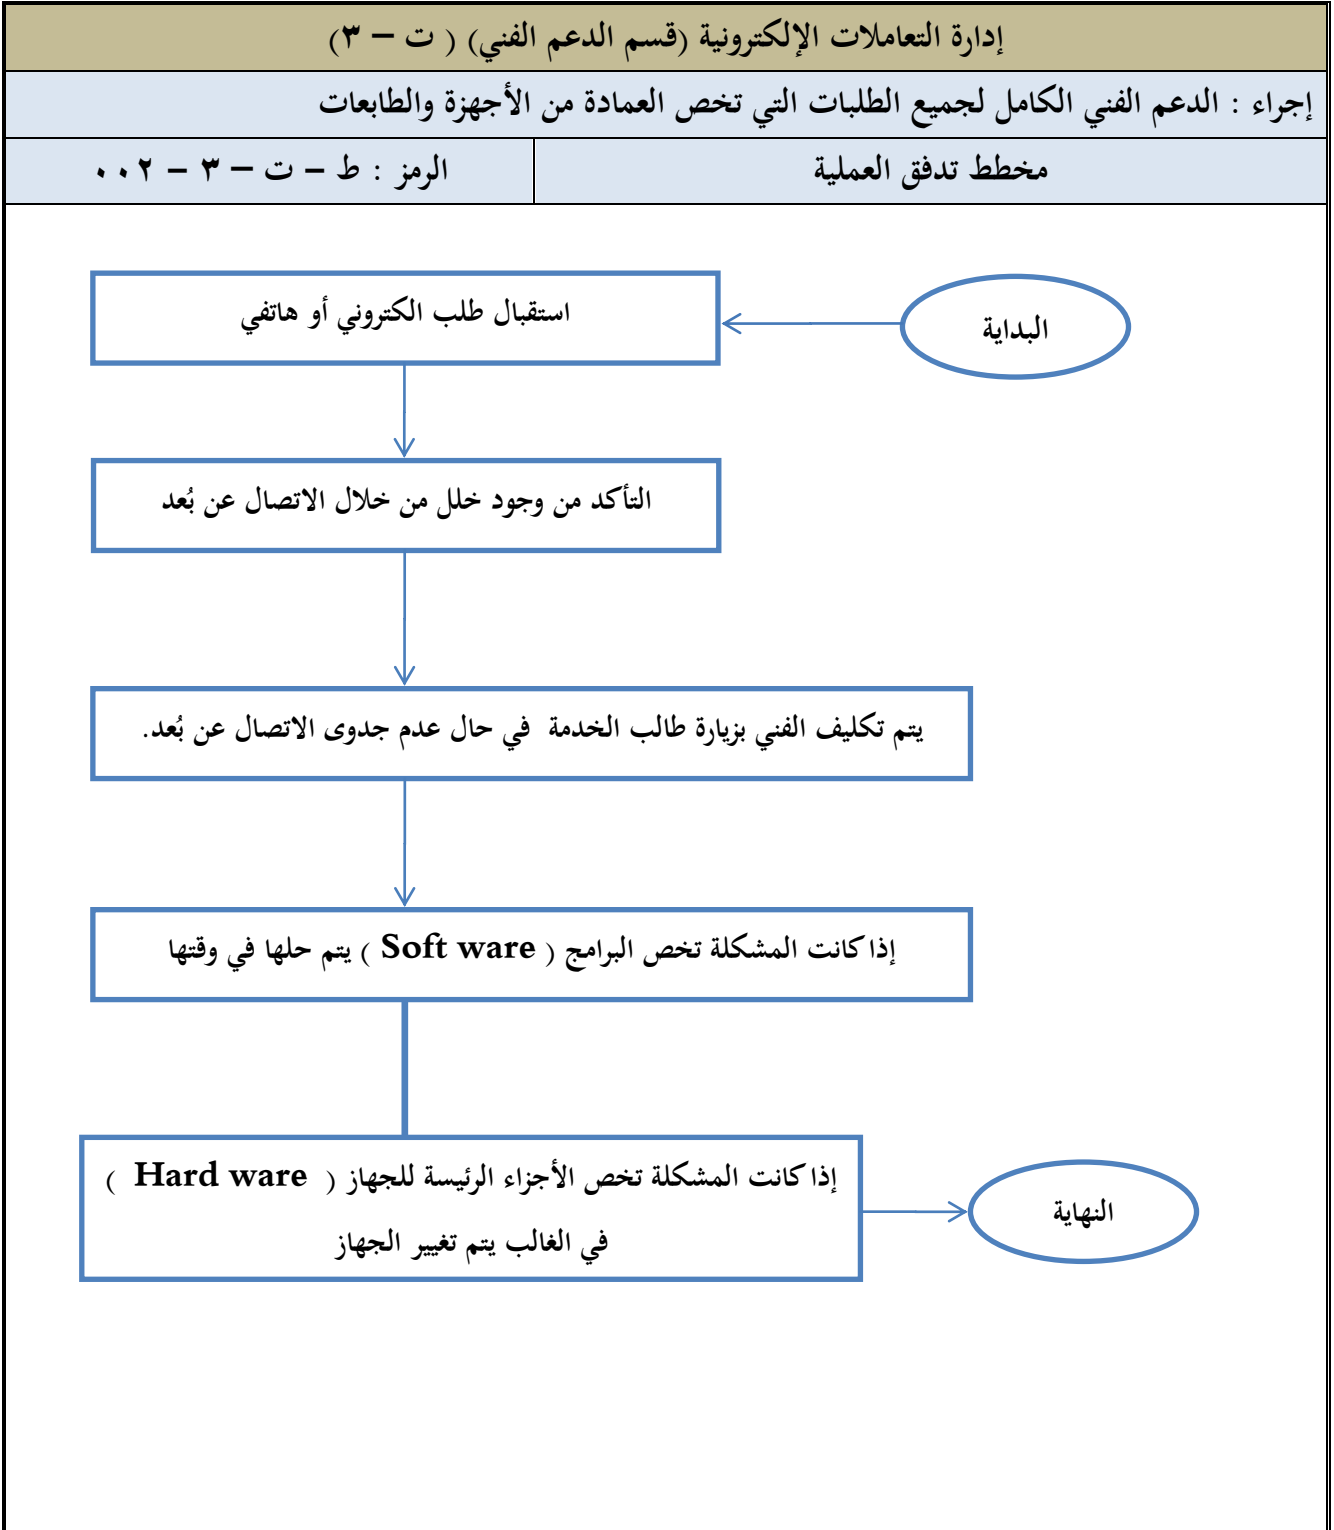 إدارة التعاملات الإلكترونية (قسم الدعم الفني) ( ت – ٣)
إجراء : الدعم الفني الكامل لجميع الطلبات التي تخص العمادة من الأجهزة والطابعات
مخطط تدفق العملية
الرمز : ط – ت – ٣ – ٠٠٢
البداية
استقبال طلب الكتروني أو هاتفي
التأكد من وجود خلل من خلال الاتصال عن بُعد
يتم تكليف الفني بزيارة طالب الخدمة في حال عدم جدوى الاتصال عن بُعد.
إذا كانت المشكلة تخص البرامج ( Soft ware ) يتم حلها في وقتها
إذا كانت المشكلة تخص الأجزاء الرئيسة للجهاز ( Hard ware )
في الغالب يتم تغيير الجهاز
النهاية